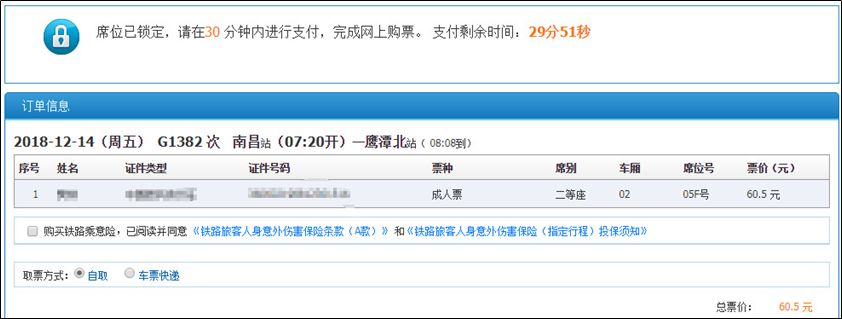 席位已锁定，请在30 分钟内进行支付，完成网上购票。 支付剩余时间：29分51秒
订单信息
2018-12-14（周五） G1382 次 南昌站（07:20开）—鹰潭北站（ 08:08到）
序号 姓名 证件类型 证件号码 票种 席别 车厢 席位号 票价（元）
1 成人票 二等座 02 05F号 60.5 元
购买铁路乘意险，已阅读并同意《铁路旅客人身意外伤害保险条款（A款）》 和《铁路旅客人身意外伤害保险（指定行程）投保须知》
取票方式： 自取 车票快递
总票价： 60.5 元